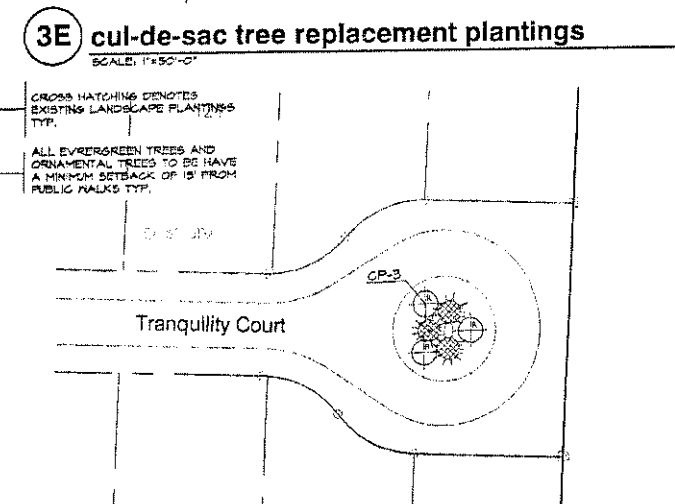 3E cul-de-sac tree replacement plantings
SCALE: 1"=50'-0"
CROSS HATCHING DENOTES
EXISTING LANDSCAPE PLANTINGS
TYP.
ALL EVRERGREEN TREES AND
ORNAMENTAL TREES TO BE HAVE
A MINIMUM SETBACK OF 15' FROM
PUBLIC WALKS TYP.
CP-3
Tranquility Court